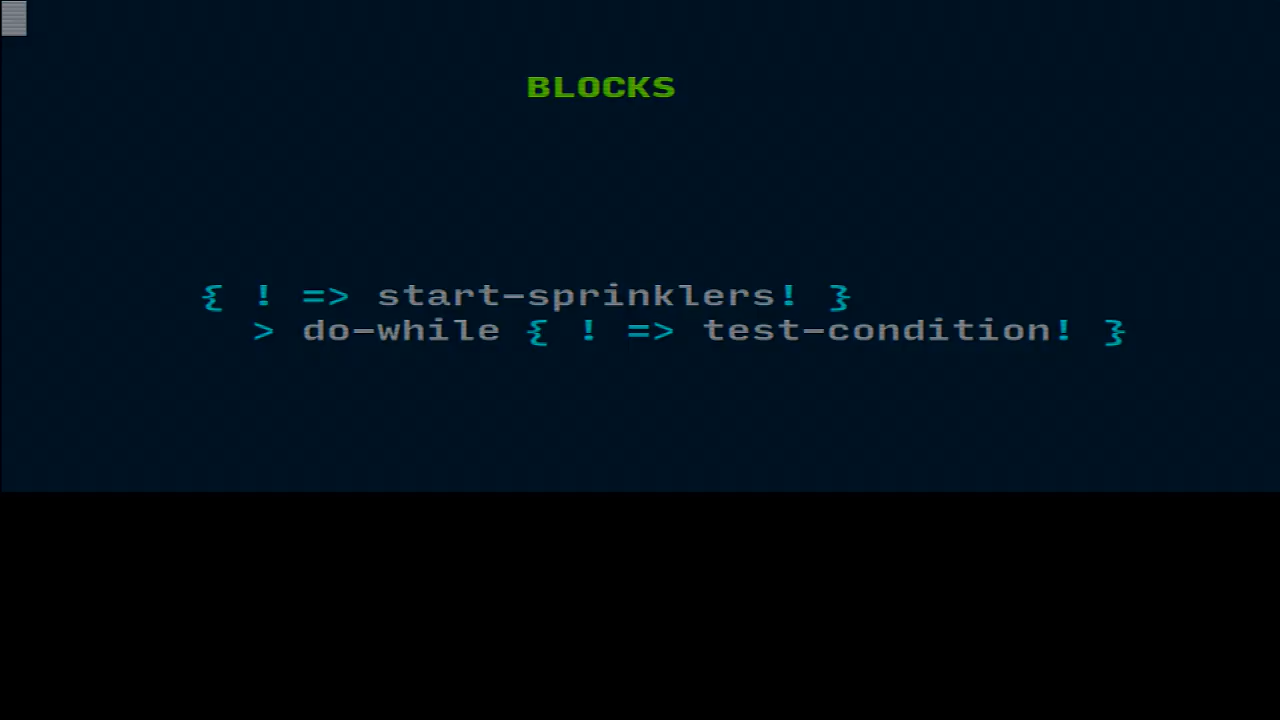 BLOCKS
{ ! => start-sprinklers! }
> do-while { ! => test-condition! }